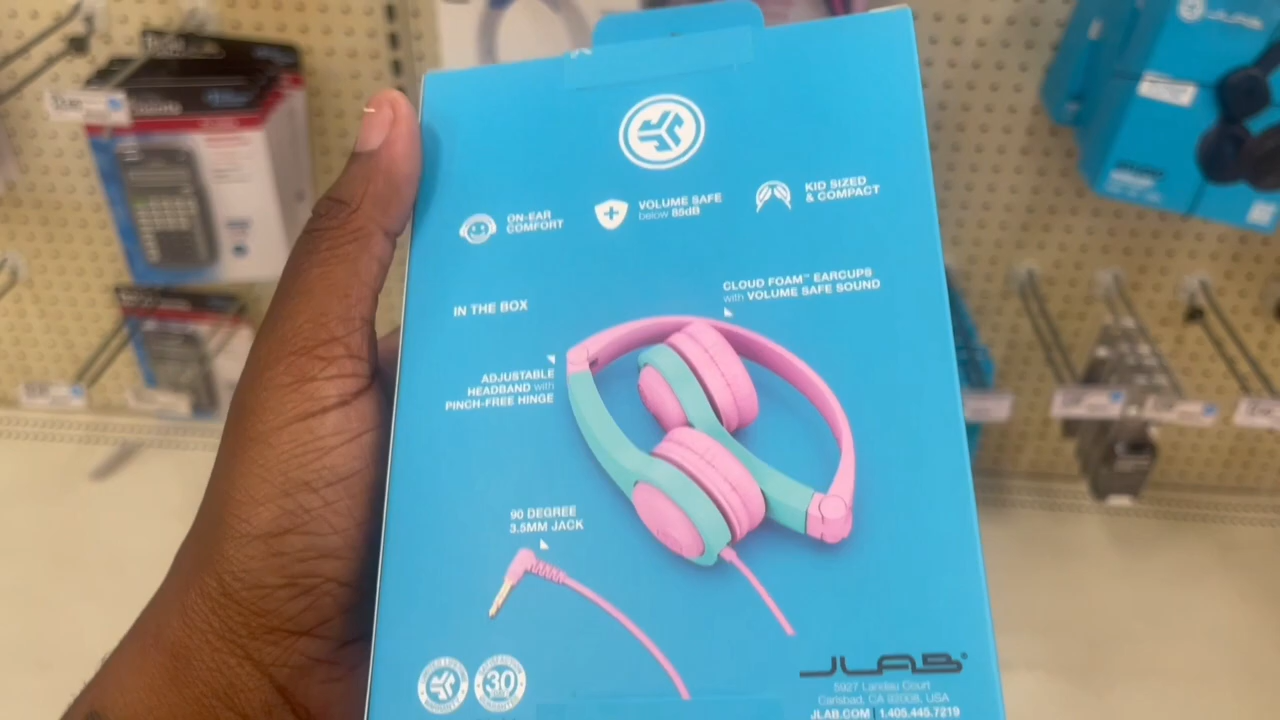 ON-EAR
COMFORT
VOLUME SAFE
below 85dB
KID SIZED
& COMPACT
IN THE BOX
CLOUD FOAM™ EARCUPS
with VOLUME SAFE SOUND
ADJUSTABLE
HEADBAND with
PINCH-FREE HINGE
90 DEGREE
3.5MM JACK
30
JLAB®
5927 Landau Court
Carlsbad, CA 92008, USA
JLAB.COM | 1.405.445.7219
JLAB